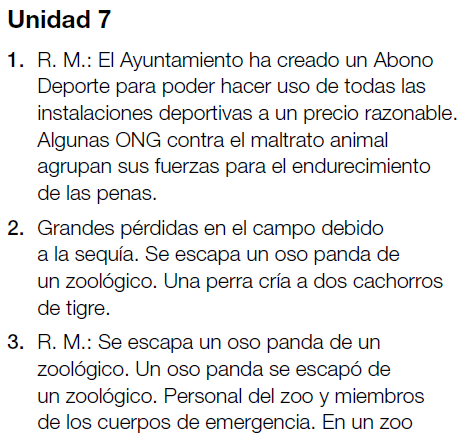 Unidad 7
1. R. M.: El Ayuntamiento ha creado un Abono
Deporte para poder hacer uso de todas las
instalaciones deportivas a un precio razonable.
Algunas ONG contra el maltrato animal
agrupan sus fuerzas para el endurecimiento
de las penas.
2. Grandes pérdidas en el campo debido
a la sequía. Se escapa un oso panda de
un zoológico. Una perra cría a dos cachorros
de tigre.
3. R. M.: Se escapa un oso panda de un
zoológico. Un oso panda se escapó de
un zoológico. Personal del zoo y miembros
de los cuerpos de emergencia. En un zoo